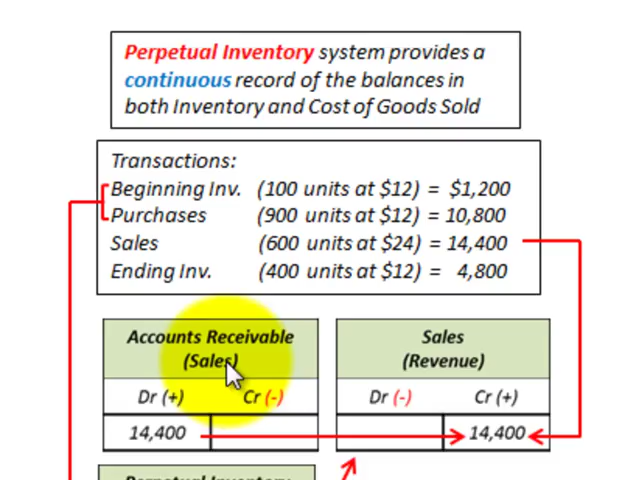 Perpetual Inventory system provides a
continuous record of the balances in
both Inventory and Cost of Goods Sold
Transactions:
Beginning Inv. (100 units at $12) = $1,200
Purchases (900 units at $12) = 10,800
Sales (600 units at $24) = 14,400
Ending Inv. (400 units at $12) = 4,800
Accounts Receivable
(Sales)
Dr (+) Cr (-)
14,400
Sales
(Revenue)
Dr (-) Cr (+)
14,400
Perpetual Inventory